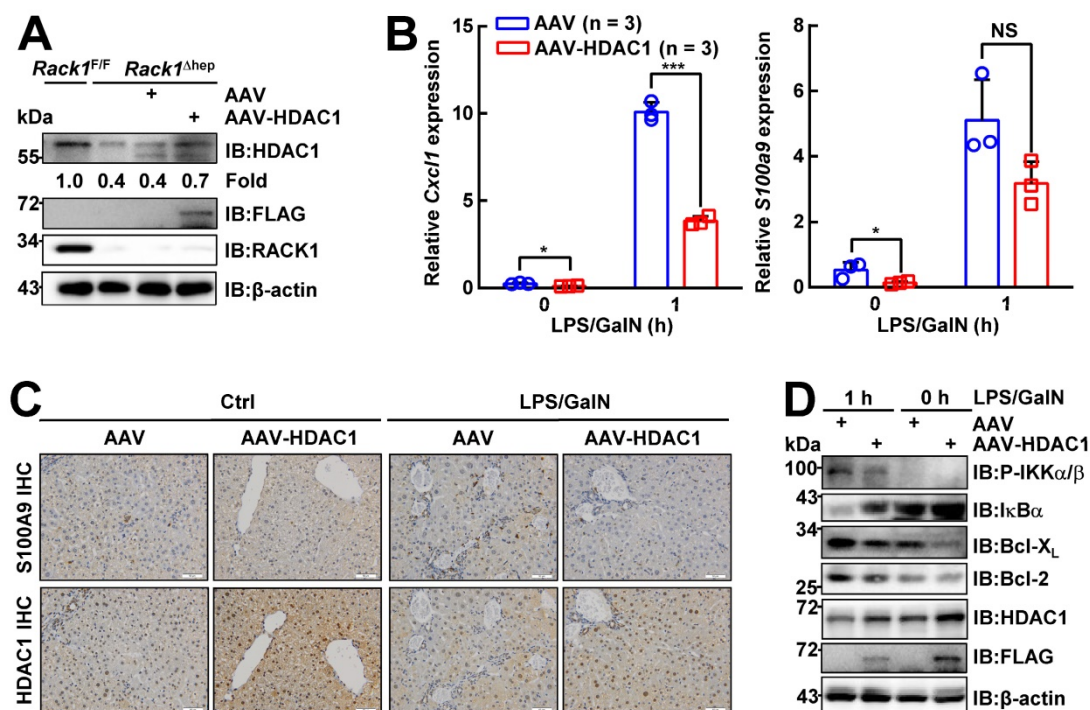 A
Rack1F/F Rack1Δhep
+ AAV
kDa + AAV-HDAC1
55 IB:HDAC1
1.0 0.4 0.4 0.7 Fold
72 IB:FLAG
34 IB:RACK1
43 IB:β-actin
B
AAV (n = 3)
AAV-HDAC1 (n = 3)
Relative Cxcl1 expression
15
10
5
0
*
***
0 1
LPS/GalN (h)
Relative S100a9 expression
8
6
4
2
0
*
NS
0 1
LPS/GalN (h)
C
Ctrl LPS/GalN
AAV AAV-HDAC1 AAV AAV-HDAC1
S100A9 IHC
HDAC1 IHC
D
1 h 0 h LPS/GalN
+ + AAV
kDa + + AAV-HDAC1
100 IB:P-IKKα/β
43 IB:IκBα
34 IB:Bcl-XL
25 IB:Bcl-2
72 IB:HDAC1
72 IB:FLAG
43 IB:β-actin